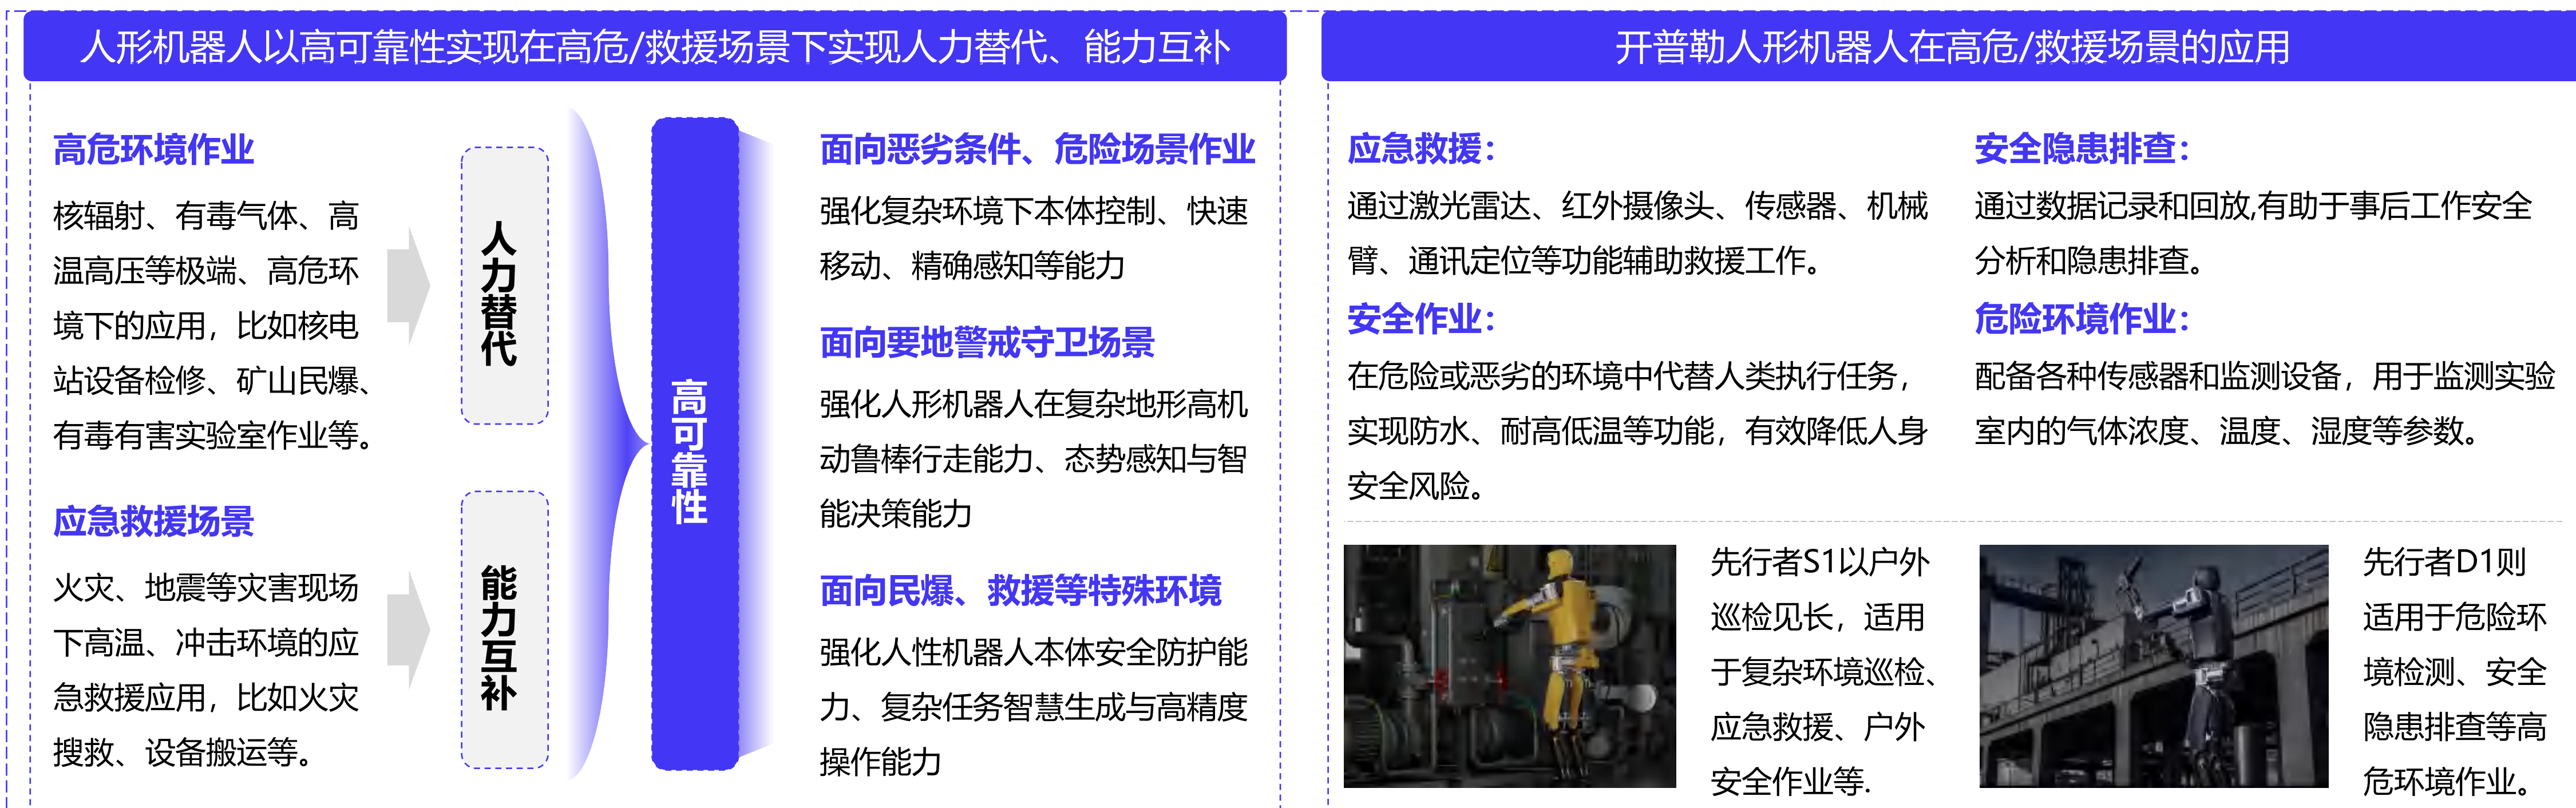 人形机器人以高可靠性实现在高危/救援场景下实现人力替代、能力互补
高危环境作业
核辐射、有毒气体、高
温高压等极端、高危环
境下的应用，比如核电
站设备检修、矿山民爆、
有毒有害实验室作业等。
应急救援场景
火灾、地震等灾害现场
下高温、冲击环境的应
急救援应用，比如火灾
搜救、设备搬运等。
人力替代
能力互补
高可靠性
面向恶劣条件、危险场景作业
强化复杂环境下本体控制、快速
移动、精确感知等能力
面向要地警戒守卫场景
强化人形机器人在复杂地形高机
动鲁棒行走能力、态势感知与智
能决策能力
面向民爆、救援等特殊环境
强化人性机器人本体安全防护能
力、复杂任务智慧生成与高精度
操作能力
开普勒人形机器人在高危/救援场景的应用
应急救援：
通过激光雷达、红外摄像头、传感器、机械
臂、通讯定位等功能辅助救援工作。
安全作业：
在危险或恶劣的环境中代替人类执行任务，
实现防水、耐高低温等功能，有效降低人身
安全风险。
安全隐患排查：
通过数据记录和回放,有助于事后工作安全
分析和隐患排查。
危险环境作业：
配备各种传感器和监测设备，用于监测实验
室内的气体浓度、温度、湿度等参数。
先行者S1以户外
巡检见长，适用
于复杂环境巡检、
应急救援、户外
安全作业等.
先行者D1则
适用于危险环
境检测、安全
隐患排查等高
危环境作业。